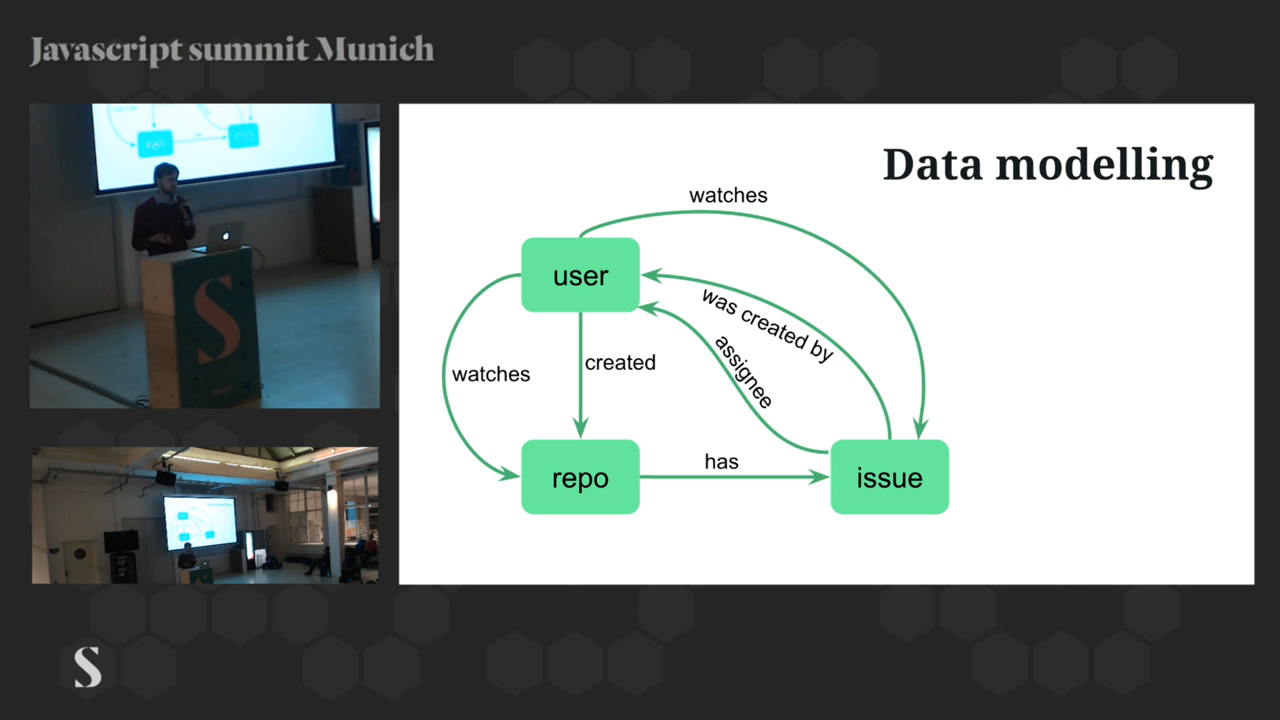 Javascript summit Munich
Data modelling
watches
user
was created by
assignee
created
watches
has
repo
issue
S
S